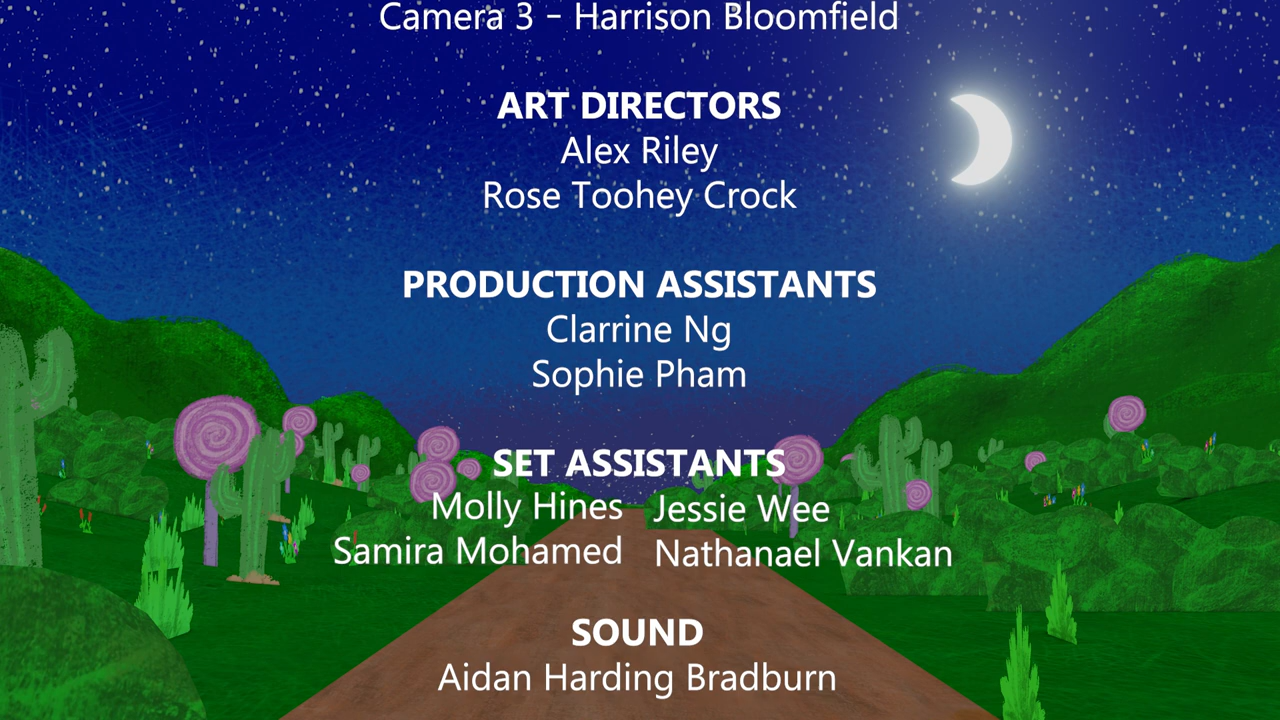 Camera 3 – Harrison Bloomfield
ART DIRECTORS
Alex Riley
Rose Toohey Crock
PRODUCTION ASSISTANTS
Clarrine Ng
Sophie Pham
SET ASSISTANTS
Molly Hines Jessie Wee
Samira Mohamed Nathanael Vankan
SOUND
Aidan Harding Bradburn